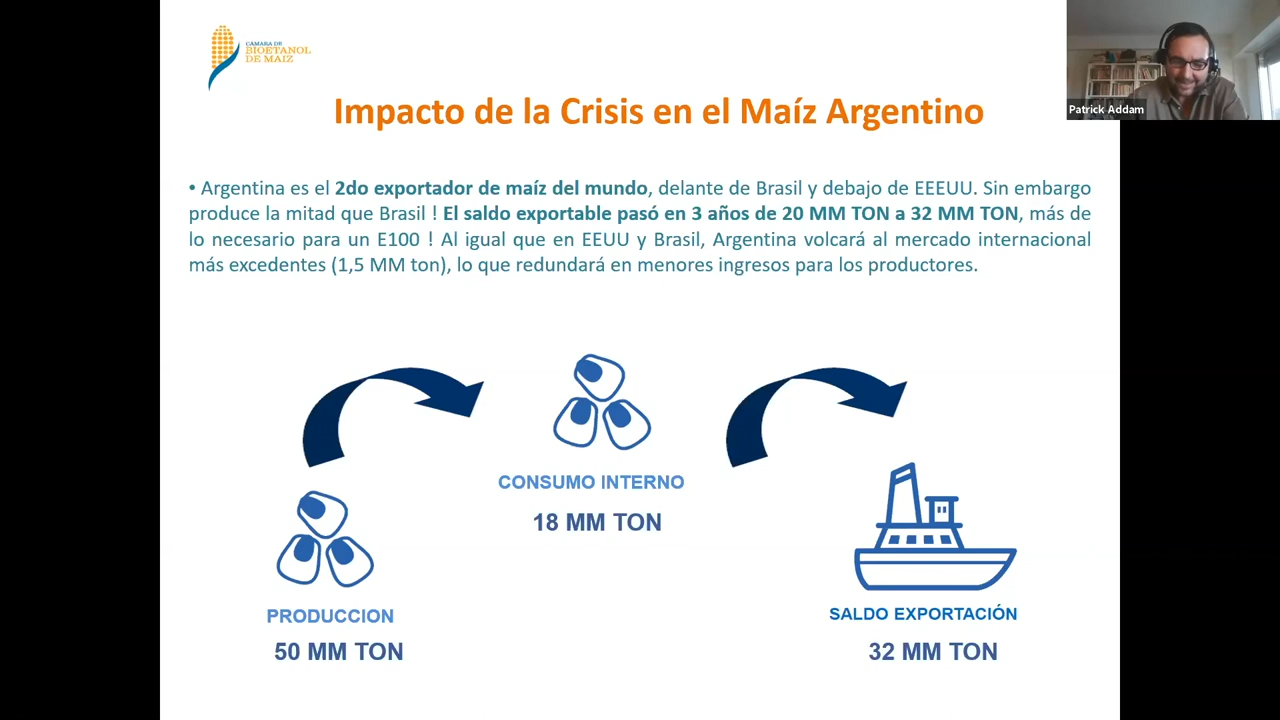 CÁMARA DE
BIOETANOL
DE MAÍZ
Patrick Addam
Impacto de la Crisis en el Maíz Argentino
• Argentina es el 2do exportador de maíz del mundo, delante de Brasil y debajo de EEEUU. Sin embargo
produce la mitad que Brasil ! El saldo exportable pasó en 3 años de 20 MM TON a 32 MM TON, más de
lo necesario para un E100 ! Al igual que en EEUU y Brasil, Argentina volcará al mercado internacional
más excedentes (1,5 MM ton), lo que redundará en menores ingresos para los productores.
CONSUMO INTERNO
18 MM TON
PRODUCCION
50 MM TON
SALDO EXPORTACIÓN
32 MM TON